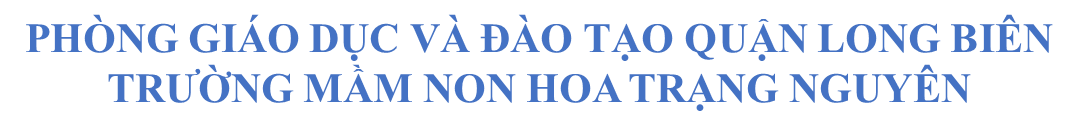 PHÒNG GIÁO DỤC VÀ ĐÀO TẠO QUẬN LONG BIÊN
TRƯỜNG MẦM NON HOA TRẠNG NGUYÊN